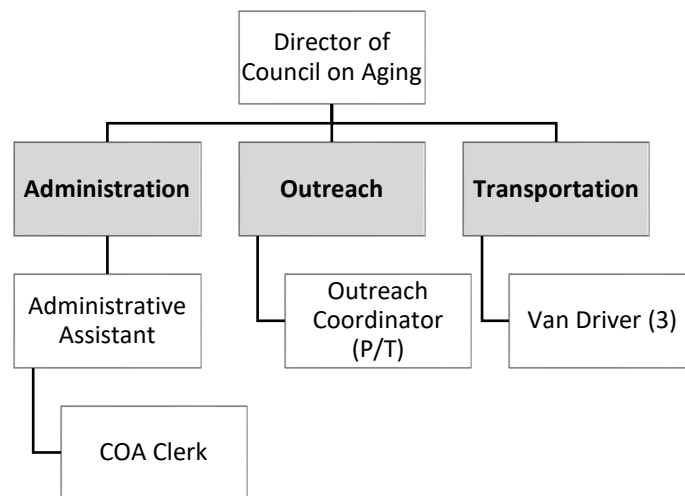 Director of
Council on Aging
Administration
Outreach
Transportation
Administrative
Assistant
Outreach
Coordinator
(P/T)
Van Driver (3)
COA Clerk